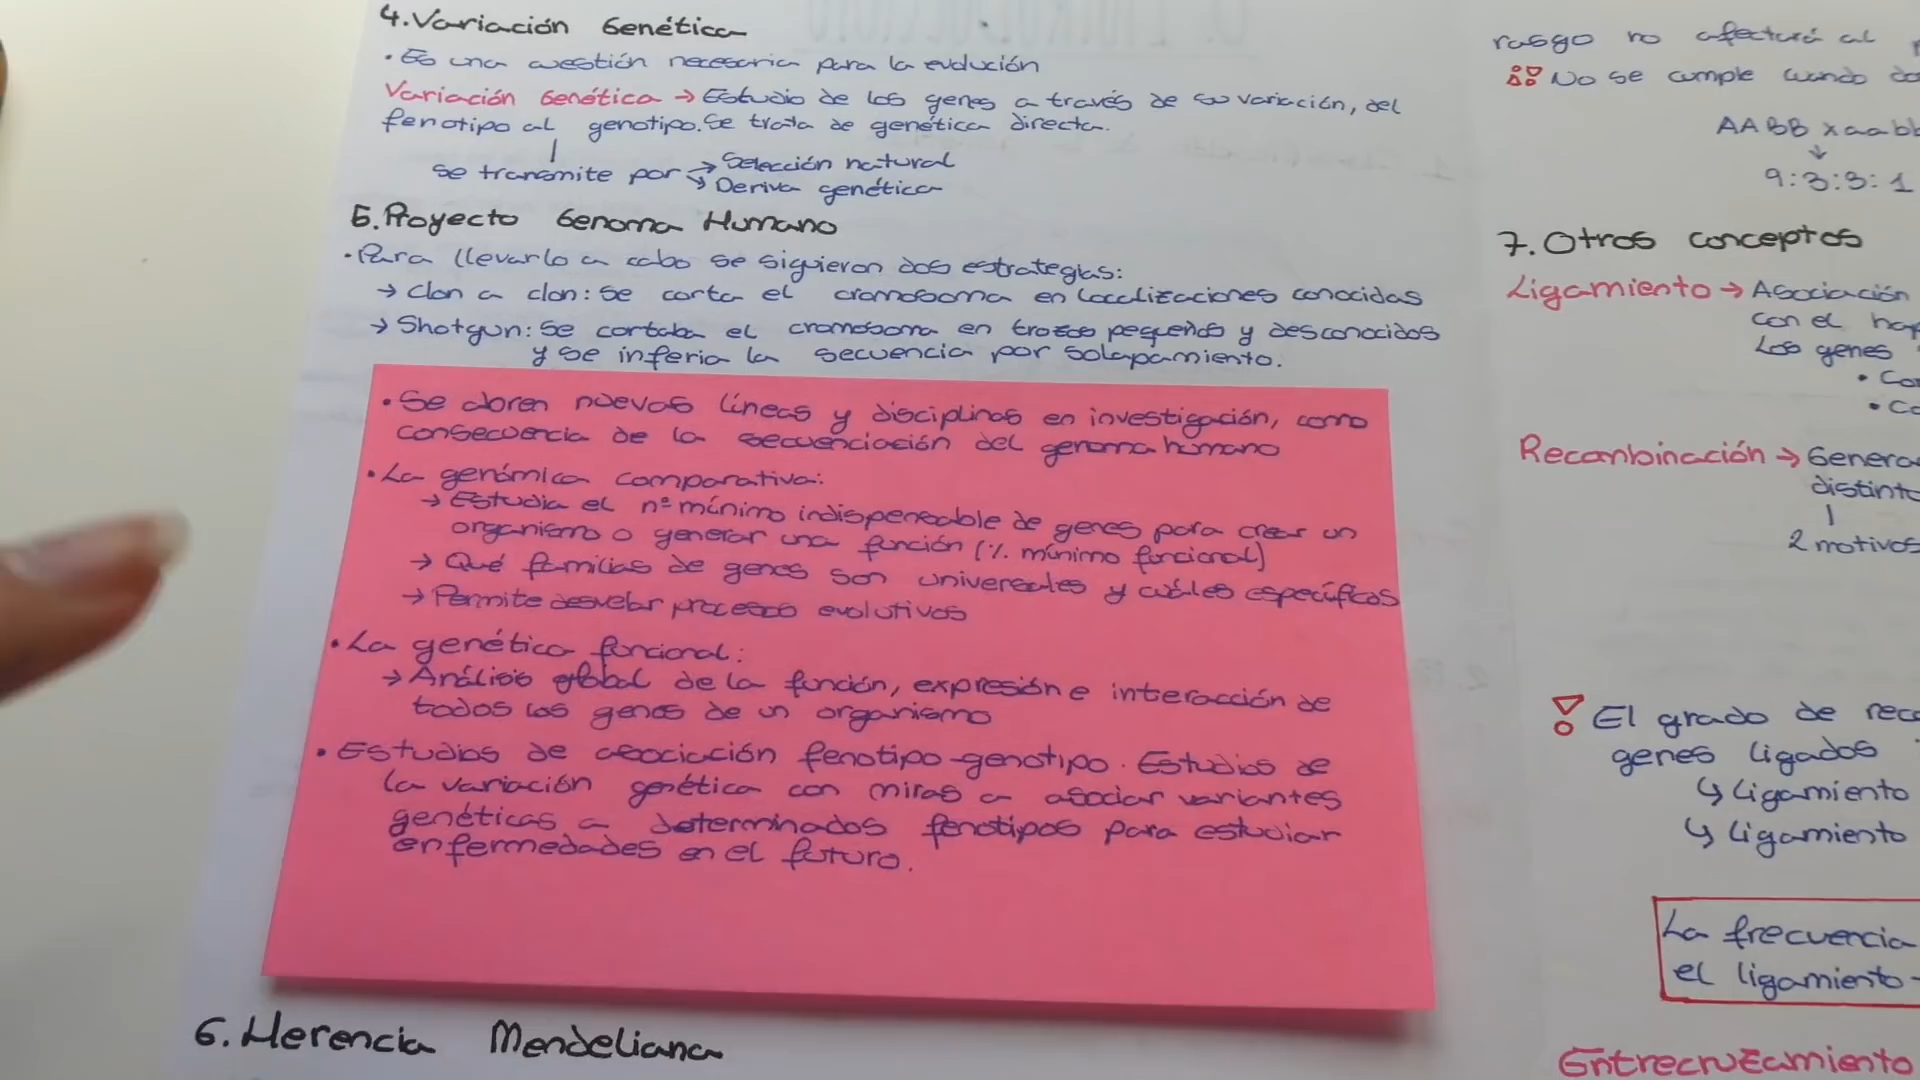 4. Variación Genética
• Es una cuestión necesaria para la evolución
Variación Genética → Estudio de los genes a través de su variación, del
fenotipo al genotipo. Se trata de genética directa.
se transmite por → Selección natural
→ Deriva genética
5. Proyecto Genoma Humano
• Para llevarlo a cabo se siguieron dos estrategias:
→ Clon a clon: Se corta el cromosoma en localizaciones conocidas
→ Shotgun: Se cortaba el cromosoma en trozos pequeños y desconocidos
y se inferia la secuencia por solapamiento.
• Se abren nuevas líneas y disciplinas en investigación, como
consecuencia de la secuenciación del genoma humano
• La genómica comparativa:
→ Estudia el nº mínimo indispensable de genes para crear un
organismo o generar una función (% mínimo funcional)
→ Qué familias de genes son universales y cuáles específicas
→ Permite desvelar procesos evolutivos
• La genética funcional:
→ Análisis global de la función, expresión e interacción de
todos los genes de un organismo
• Estudios de asociación fenotipo-genotipo. Estudios de
la variación genética con miras a asociar variantes
genéticas a determinados fenotipos para estudiar
enfermedades en el futuro.
6. Herencia Mendeliana
rasgo no afectará al
No se cumple cuando
AABB x aabb
↓
9:3:3:1
7. Otros conceptos
Ligamiento → Asociación
con el
Los genes
Recombinación →
|
2 motivos
! El grado de
genes ligados
↳ Ligamiento
↳ Ligamiento
La frecuencia
el ligamiento
Entrecruzamiento